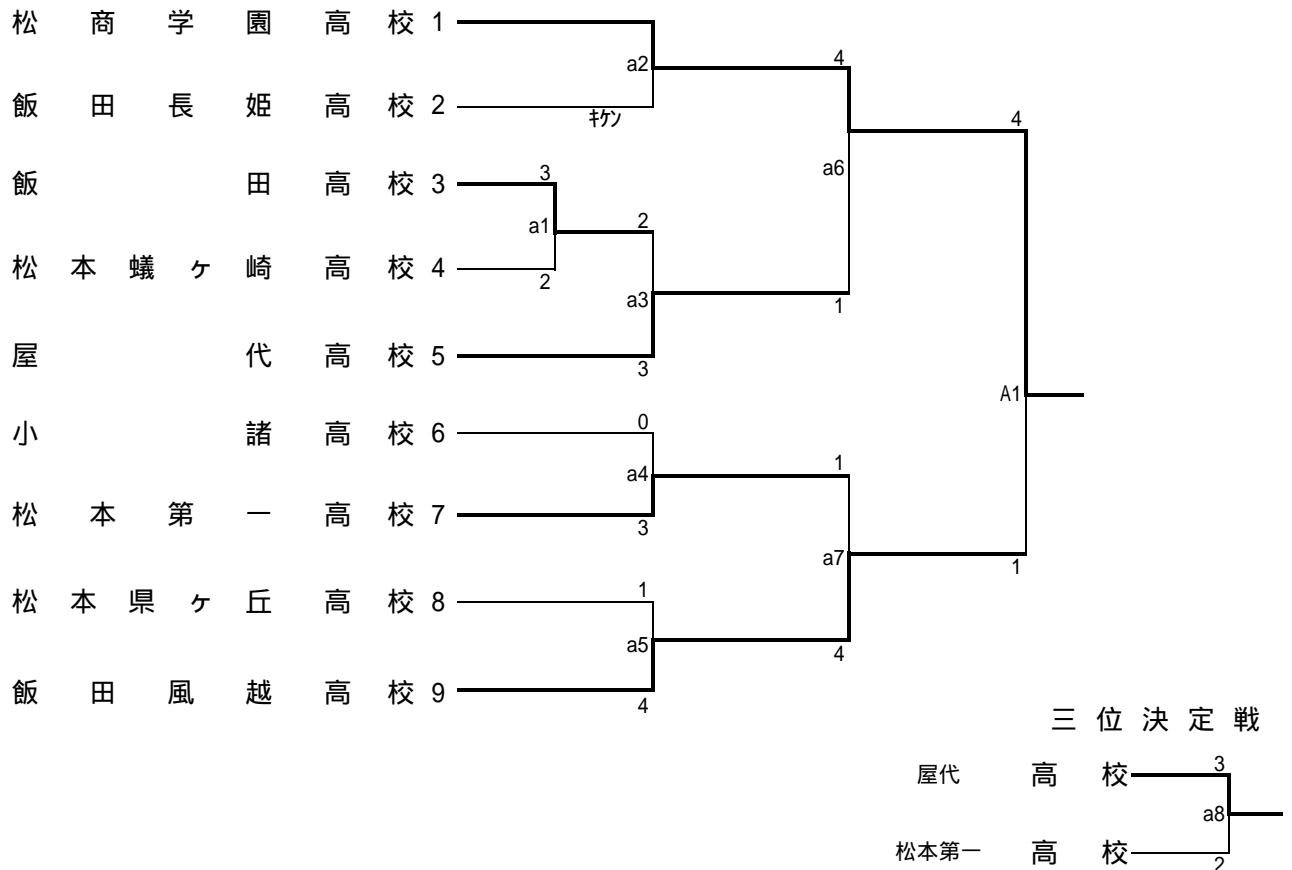 松商学園高校 1
a2
4
飯田長姫高校 2
キケン
4
飯田高校 3
3
a6
a1
2
松本蟻ヶ崎高校 4
2
a3
1
屋代高校 5
3
A1
小諸高校 6
0
a4
1
松本第一高校 7
3
a7
1
松本県ヶ丘高校 8
1
a5
4
飯田風越高校 9
4
三位決定戦
屋代 高校
3
a8
松本第一 高校
2